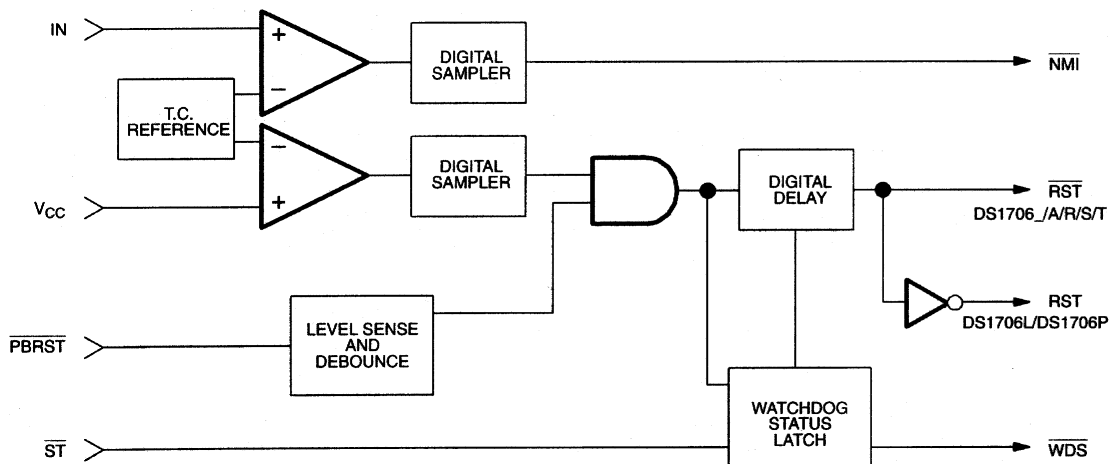 IN
+
−
DIGITAL
SAMPLER
NMI
T.C.
REFERENCE
−
+
VCC
DIGITAL
SAMPLER
DIGITAL
DELAY
RST
DS1706_/A/R/S/T
RST
DS1706L/DS1706P
PBRST
LEVEL SENSE
AND
DEBOUNCE
WATCHDOG
STATUS
LATCH
ST
WDS